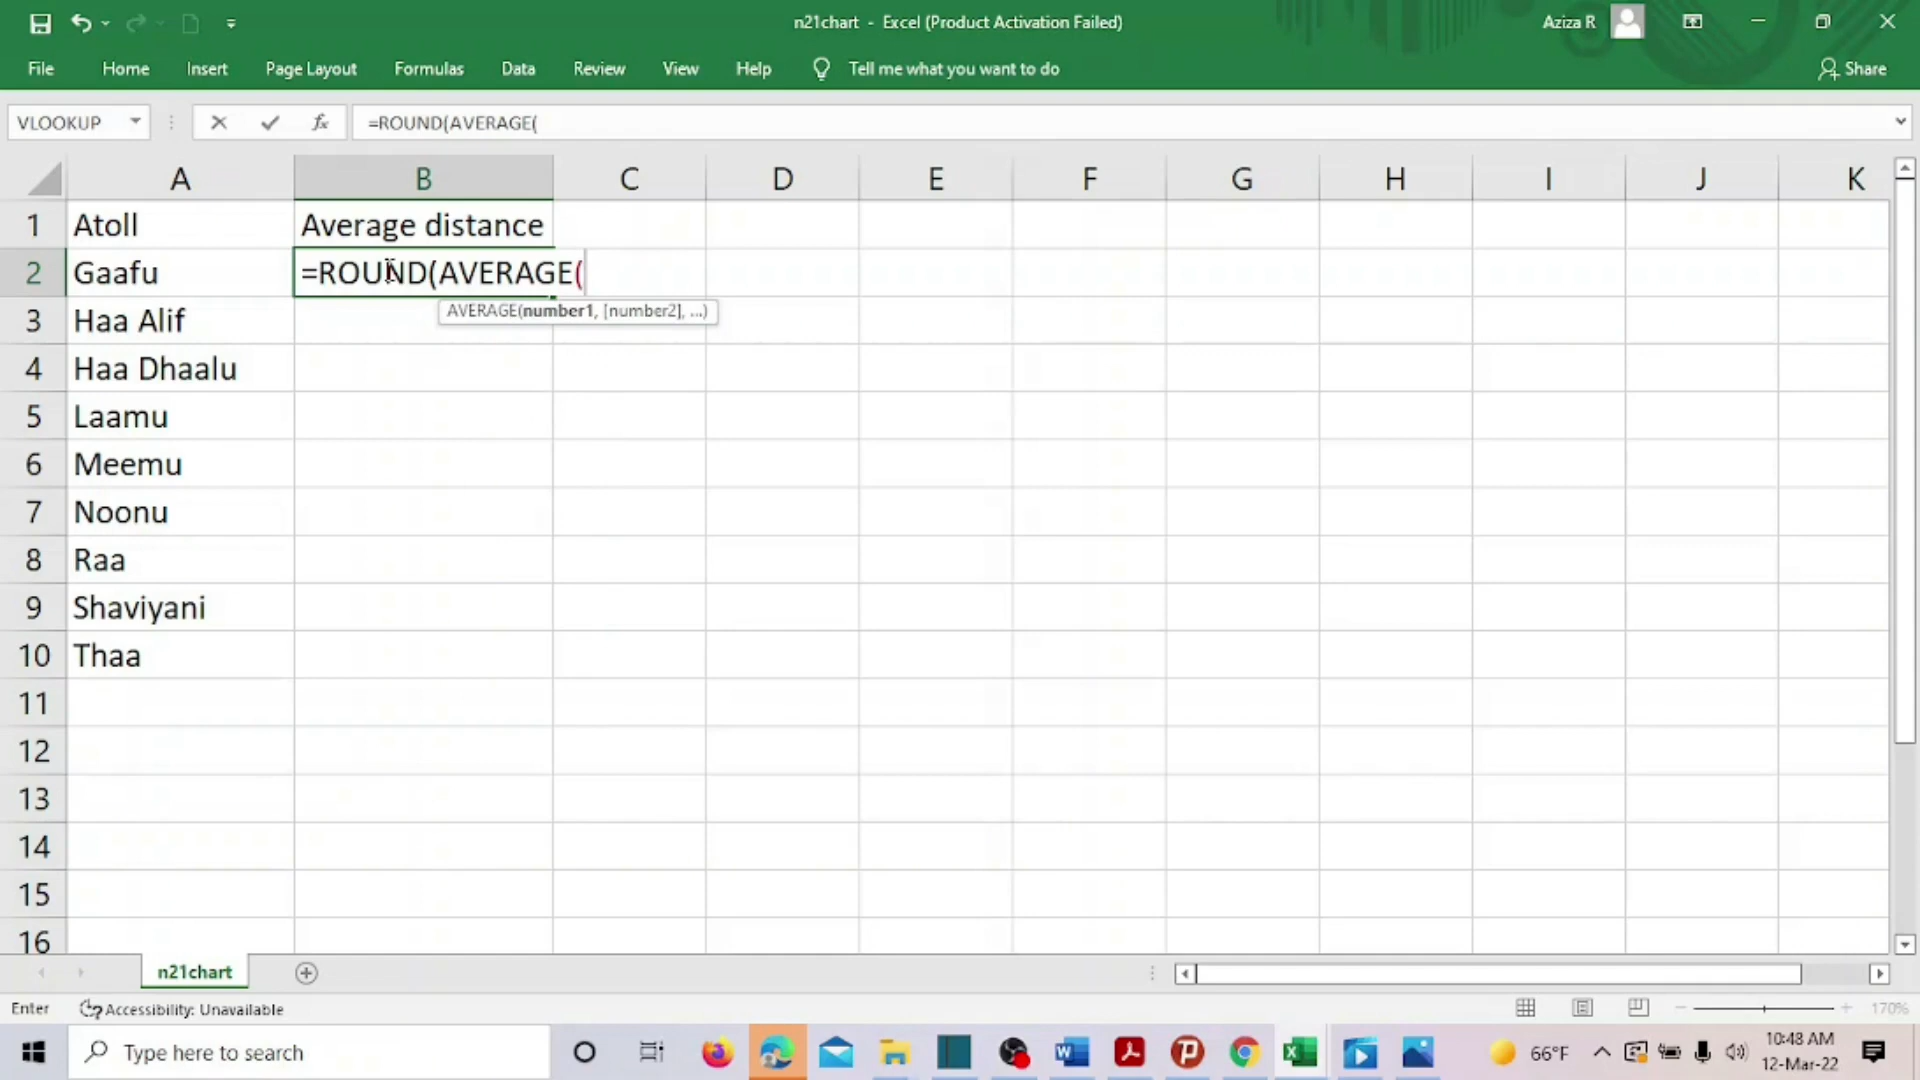 n21chart - Excel (Product Activation Failed)
Aziza R
File Home Insert Page Layout Formulas Data Review View Help Tell me what you want to do Share
VLOOKUP fx =ROUND(AVERAGE(
A B C D E F G H I J K
1 Atoll Average distance
2 Gaafu =ROUND(AVERAGE(
AVERAGE(number1, [number2], ...)
3 Haa Alif
4 Haa Dhaalu
5 Laamu
6 Meemu
7 Noonu
8 Raa
9 Shaviyani
10 Thaa
11
12
13
14
15
16
n21chart
Enter Accessibility: Unavailable 170%
Type here to search 66°F 10:48 AM
12-Mar-22